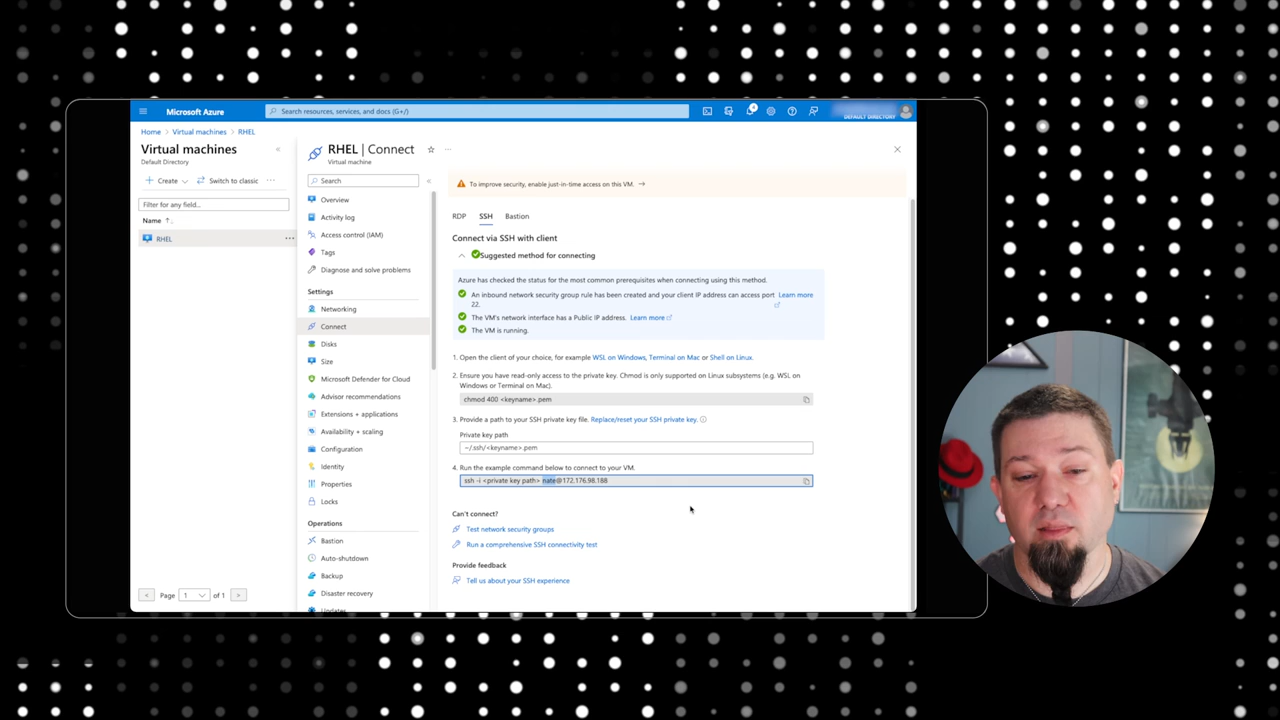 Microsoft Azure
Search resources, services, and docs (G+/)
4
DEFAULT DIRECTORY
Home > Virtual machines > RHEL
Virtual machines
Default Directory
Create
Switch to classic
Filter for any field...
Name ↑
RHEL
Page 1 of 1
RHEL | Connect
Virtual machine
Search
Overview
Activity log
Access control (IAM)
Tags
Diagnose and solve problems
Settings
Networking
Connect
Disks
Size
Microsoft Defender for Cloud
Advisor recommendations
Extensions + applications
Availability + scaling
Configuration
Identity
Properties
Locks
Operations
Bastion
Auto-shutdown
Backup
Disaster recovery
Updates
To improve security, enable just-in-time access on this VM. →
RDP SSH Bastion
Connect via SSH with client
Suggested method for connecting
Azure has checked the status for the most common prerequisites when connecting using this method.
An inbound network security group rule has been created and your client IP address can access port 22. Learn more
The VM's network interface has a Public IP address. Learn more
The VM is running.
1. Open the client of your choice, for example WSL on Windows, Terminal on Mac or Shell on Linux.
2. Ensure you have read-only access to the private key. Chmod is only supported on Linux subsystems (e.g. WSL on
Windows or Terminal on Mac).
chmod 400 <keyname>.pem
3. Provide a path to your SSH private key file. Replace/reset your SSH private key.
Private key path
~/.ssh/<keyname>.pem
4. Run the example command below to connect to your VM.
ssh -i <private key path> nate@172.176.98.188
Can't connect?
Test network security groups
Run a comprehensive SSH connectivity test
Provide feedback
Tell us about your SSH experience